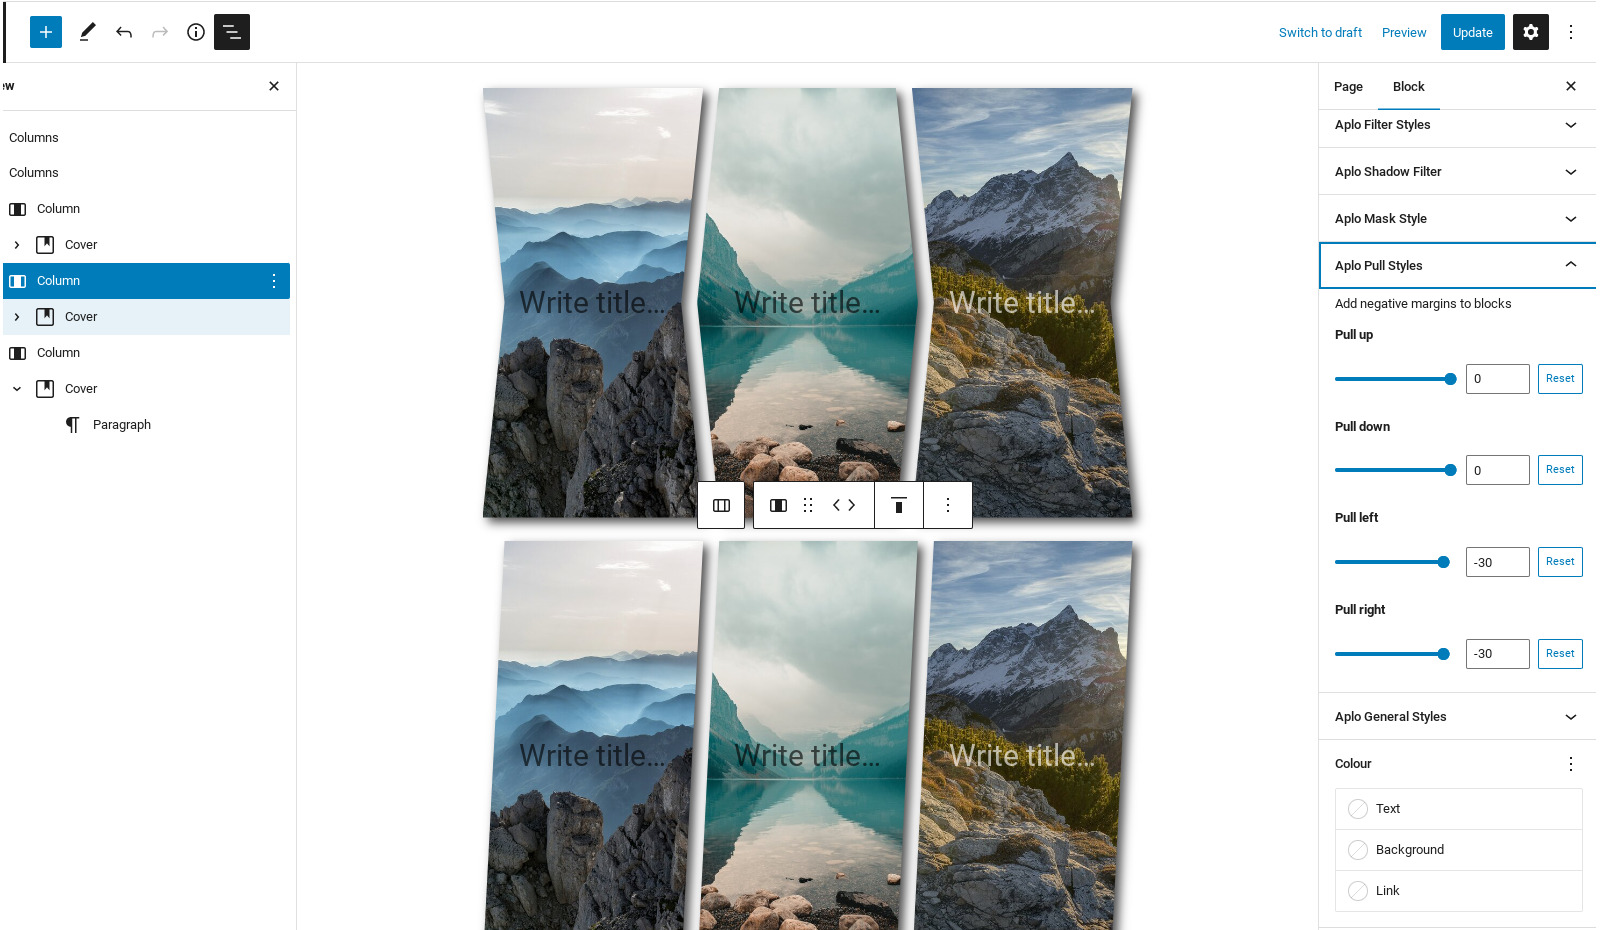 Switch to draft
Preview
Update
ew
Columns
Columns
Column
Cover
Column
Cover
Column
Cover
Paragraph
Write title...
Write title...
Write title...
Write title...
Write title...
Write title...
Page
Block
Aplo Filter Styles
Aplo Shadow Filter
Aplo Mask Style
Aplo Pull Styles
Add negative margins to blocks
Pull up
0
Reset
Pull down
0
Reset
Pull left
-30
Reset
Pull right
-30
Reset
Aplo General Styles
Colour
Text
Background
Link